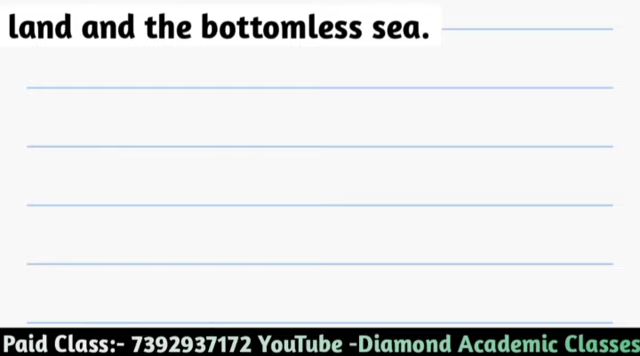 land and the bottomless sea.
Paid Class:- 7392937172 YouTube -Diamond Academic Classes